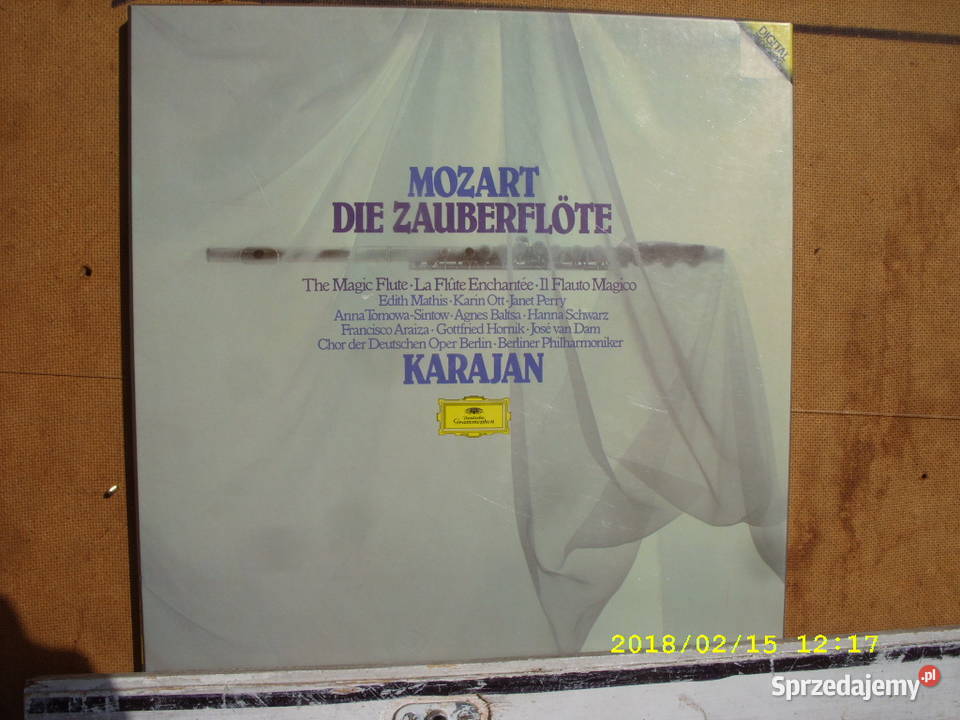 DIGITAL
MOZART
DIE ZAUBERFLÖTE
The Magic Flute · La Flûte Enchantée · Il Flauto Magico
Edith Mathis · Karin Ott · Janet Perry
Anna Tomowa-Sintow · Agnes Baltsa · Hanna Schwarz
Francisco Araiza · Gottfried Hornik · José van Dam
Chor der Deutschen Oper Berlin · Berliner Philharmoniker
KARAJAN
Deutsche
Grammophon
2018/02/15 12:17
Sprzedajemy.pl